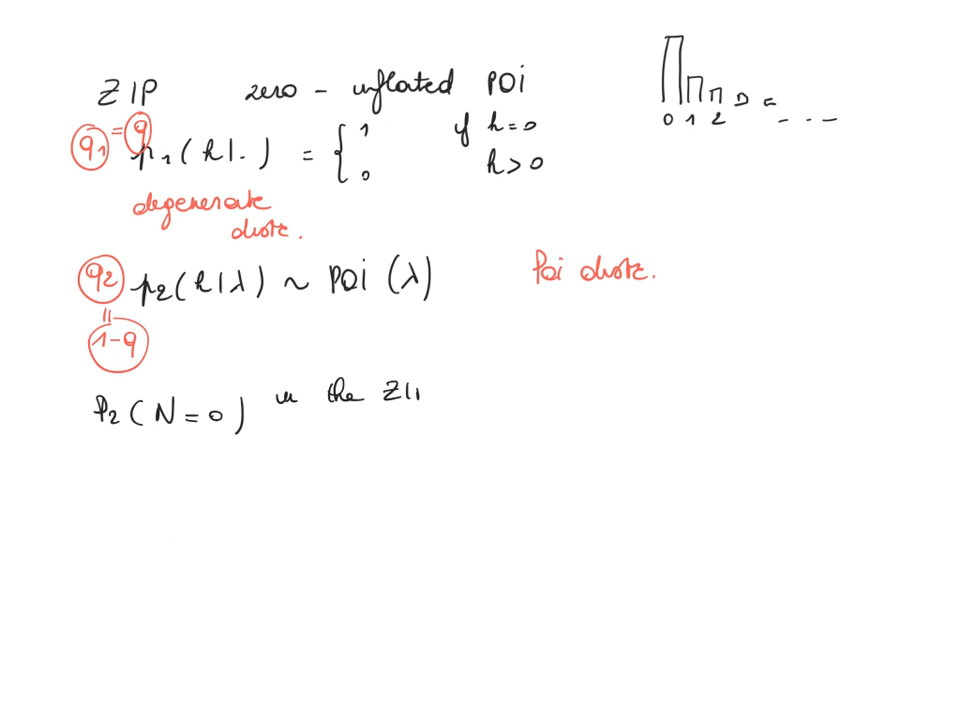 ZIP zero - inflated POI
0 1 2 ...
q1 = q p1(k|.) = { 1 if k=0
0 k>0
degenerate
distr.
q2 p2(k|λ) ~ POI (λ) Poi distr.
=
1-q
P2(N=0) in the ZI